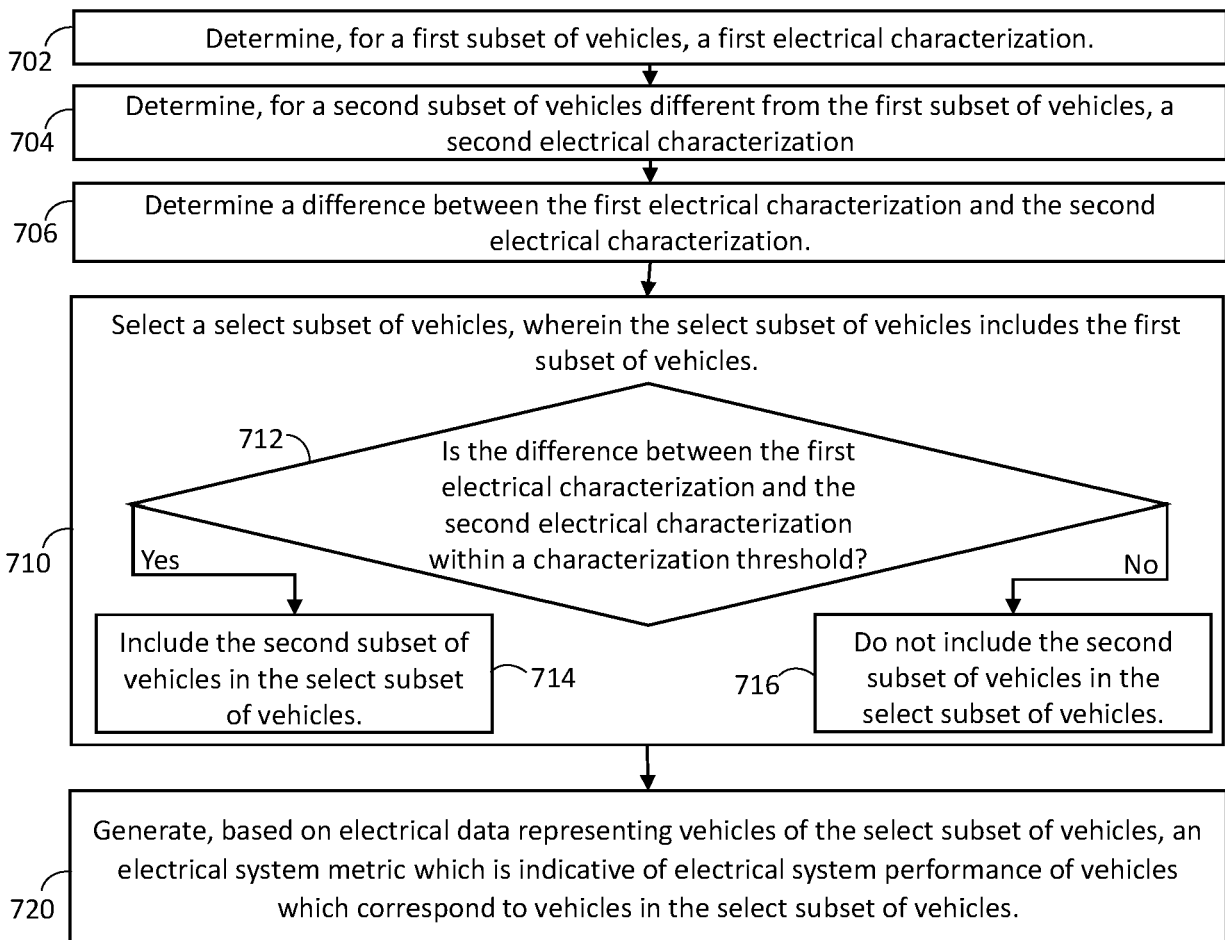 702
Determine, for a first subset of vehicles, a first electrical characterization.
704
Determine, for a second subset of vehicles different from the first subset of vehicles, a
second electrical characterization
706
Determine a difference between the first electrical characterization and the second
electrical characterization.
710
Select a select subset of vehicles, wherein the select subset of vehicles includes the first
subset of vehicles.
712
Is the difference between the first
electrical characterization and the
second electrical characterization
within a characterization threshold?
Yes
No
Include the second subset of
vehicles in the select subset
of vehicles.
714
716
Do not include the second
subset of vehicles in the
select subset of vehicles.
720
Generate, based on electrical data representing vehicles of the select subset of vehicles, an
electrical system metric which is indicative of electrical system performance of vehicles
which correspond to vehicles in the select subset of vehicles.